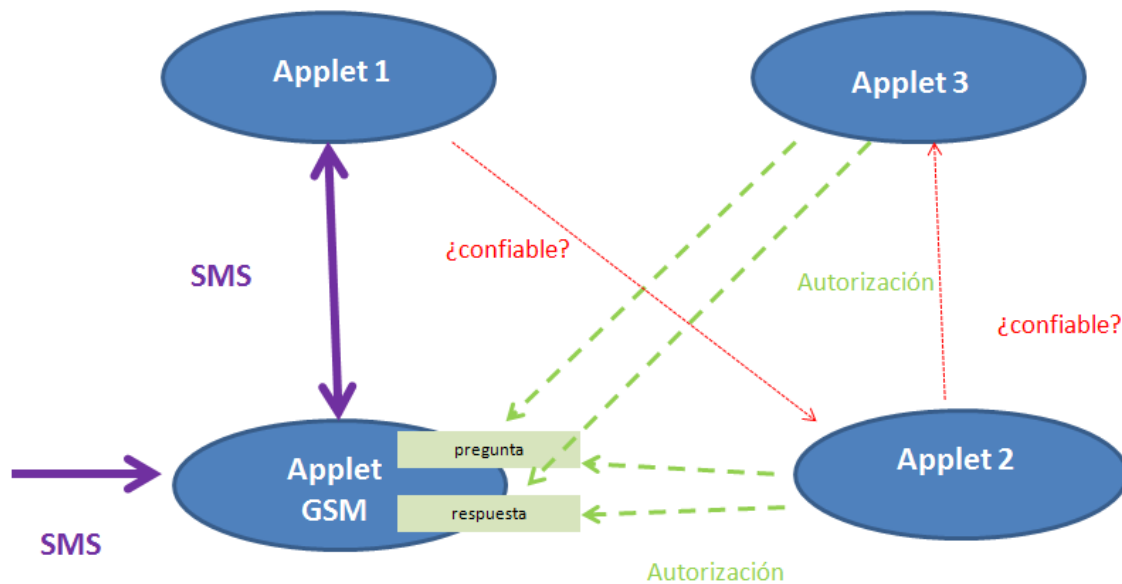 Applet 1
Applet 3
¿confiable?
SMS
Autorización
¿confiable?
Applet
GSM
pregunta
respuesta
Applet 2
SMS
Autorización